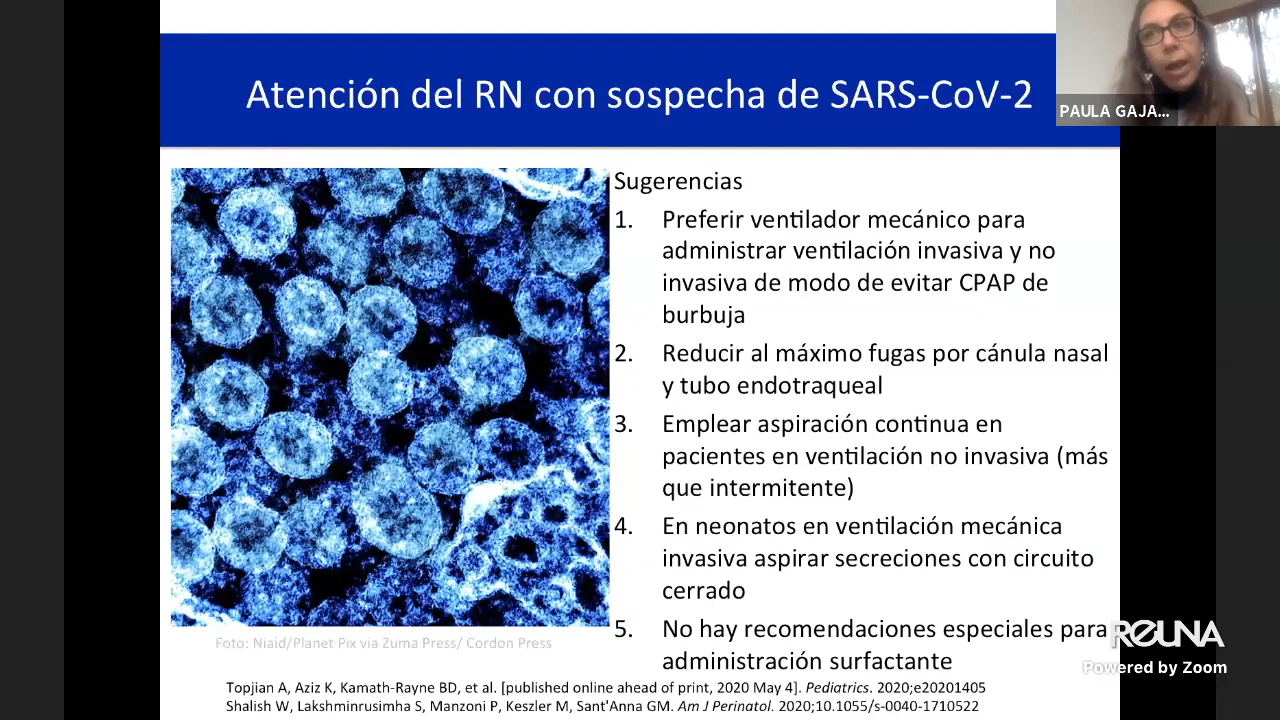 Atención del RN con sospecha de SARS-CoV-2
PAULA GAJA...
Sugerencias
1. Preferir ventilador mecánico para
administrar ventilación invasiva y no
invasiva de modo de evitar CPAP de
burbuja
2. Reducir al máximo fugas por cánula nasal
y tubo endotraqueal
3. Emplear aspiración continua en
pacientes en ventilación no invasiva (más
que intermitente)
4. En neonatos en ventilación mecánica
invasiva aspirar secreciones con circuito
cerrado
5. No hay recomendaciones especiales para
administración surfactante
Foto: Niaid/Planet Pix via Zuma Press/ Cordon Press
REUNA
Powered by Zoom
Topjian A, Aziz K, Kamath-Rayne BD, et al. [published online ahead of print, 2020 May 4]. Pediatrics. 2020;e20201405
Shalish W, Lakshminrusimha S, Manzoni P, Keszler M, Sant'Anna GM. Am J Perinatol. 2020;10.1055/s-0040-1710522